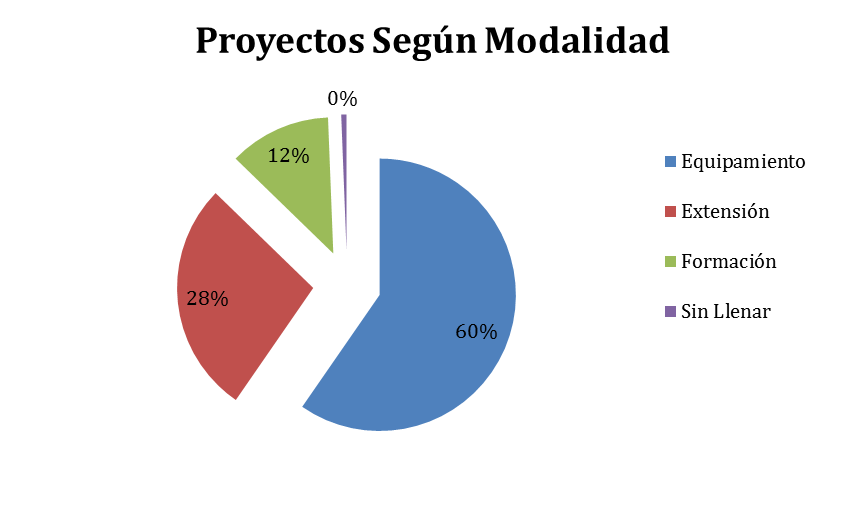 Proyectos Según Modalidad
0%
12%
28%
60%
Equipamiento
Extensión
Formación
Sin Llenar